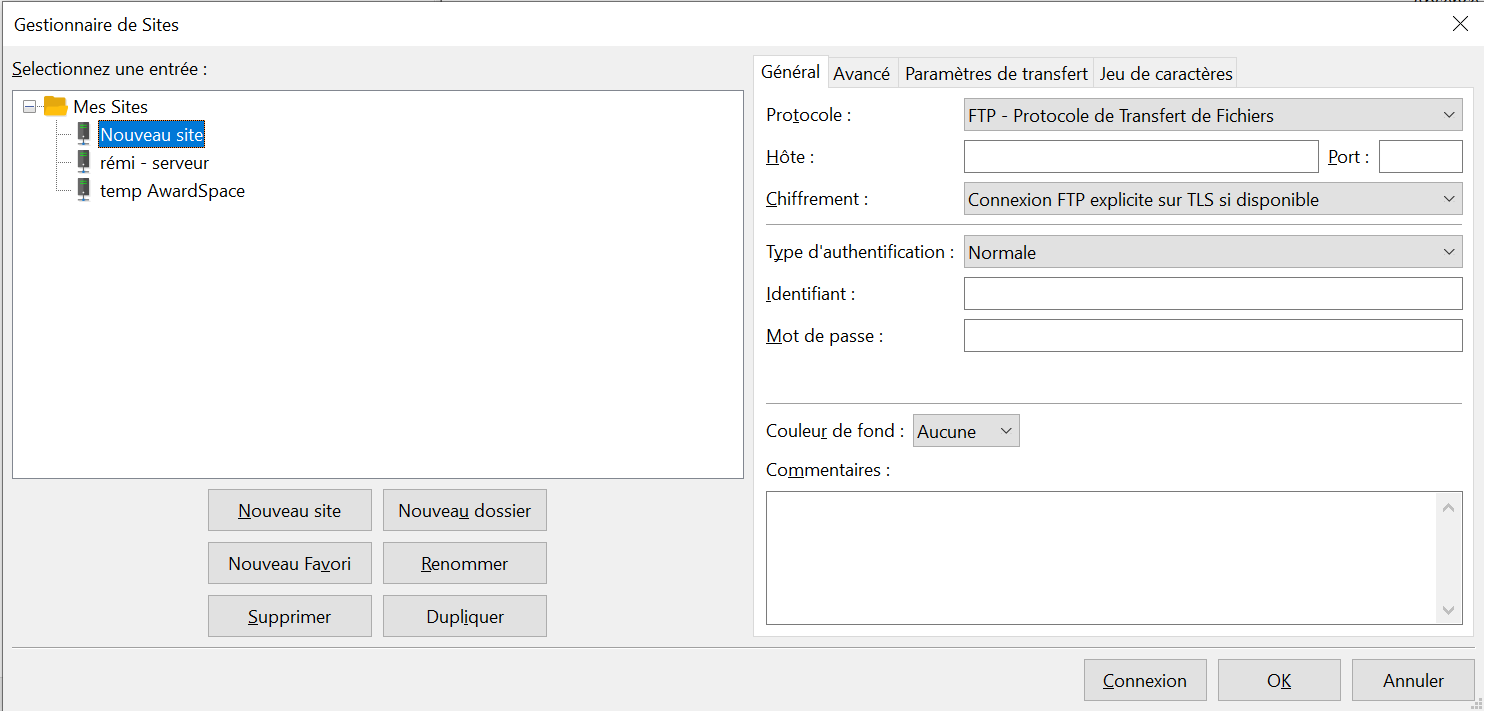 Gestionnaire de Sites
Selectionnez une entrée :
Mes Sites
Nouveau site
rémi - serveur
temp AwardSpace
Nouveau site
Nouveau dossier
Nouveau Favori
Renommer
Supprimer
Dupliquer
Général
Avancé
Paramètres de transfert
Jeu de caractères
Protocole :
FTP - Protocole de Transfert de Fichiers
Hôte :
Port :
Chiffrement :
Connexion FTP explicite sur TLS si disponible
Type d'authentification :
Normale
Identifiant :
Mot de passe :
Couleur de fond :
Aucune
Commentaires :
Connexion
OK
Annuler